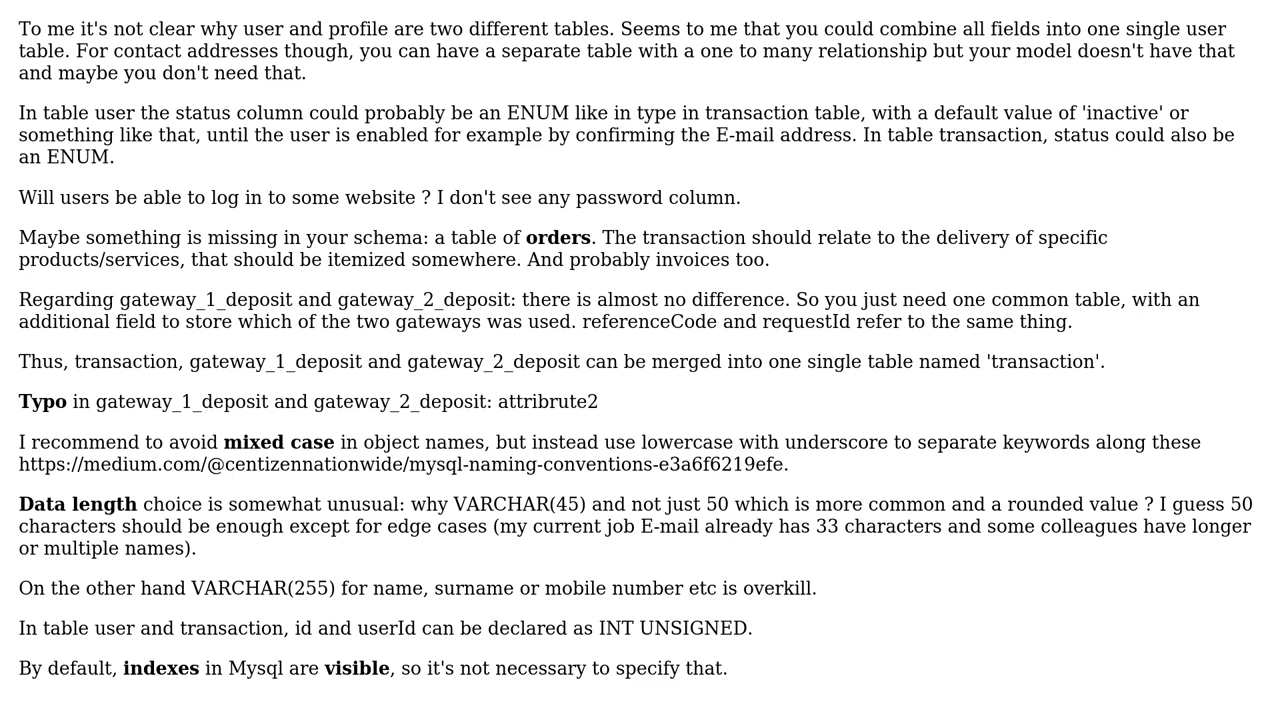 To me it's not clear why user and profile are two different tables. Seems to me that you could combine all fields into one single user
table. For contact addresses though, you can have a separate table with a one to many relationship but your model doesn't have that
and maybe you don't need that.
In table user the status column could probably be an ENUM like in type in transaction table, with a default value of 'inactive' or
something like that, until the user is enabled for example by confirming the E-mail address. In table transaction, status could also be
an ENUM.
Will users be able to log in to some website ? I don't see any password column.
Maybe something is missing in your schema: a table of orders. The transaction should relate to the delivery of specific
products/services, that should be itemized somewhere. And probably invoices too.
Regarding gateway_1_deposit and gateway_2_deposit: there is almost no difference. So you just need one common table, with an
additional field to store which of the two gateways was used. referenceCode and requestId refer to the same thing.
Thus, transaction, gateway_1_deposit and gateway_2_deposit can be merged into one single table named 'transaction'.
Typo in gateway_1_deposit and gateway_2_deposit: attribrute2
I recommend to avoid mixed case in object names, but instead use lowercase with underscore to separate keywords along these
https://medium.com/@centizennationwide/mysql-naming-conventions-e3a6f6219efe.
Data length choice is somewhat unusual: why VARCHAR(45) and not just 50 which is more common and a rounded value ? I guess 50
characters should be enough except for edge cases (my current job E-mail already has 33 characters and some colleagues have longer
or multiple names).
On the other hand VARCHAR(255) for name, surname or mobile number etc is overkill.
In table user and transaction, id and userId can be declared as INT UNSIGNED.
By default, indexes in Mysql are visible, so it's not necessary to specify that.